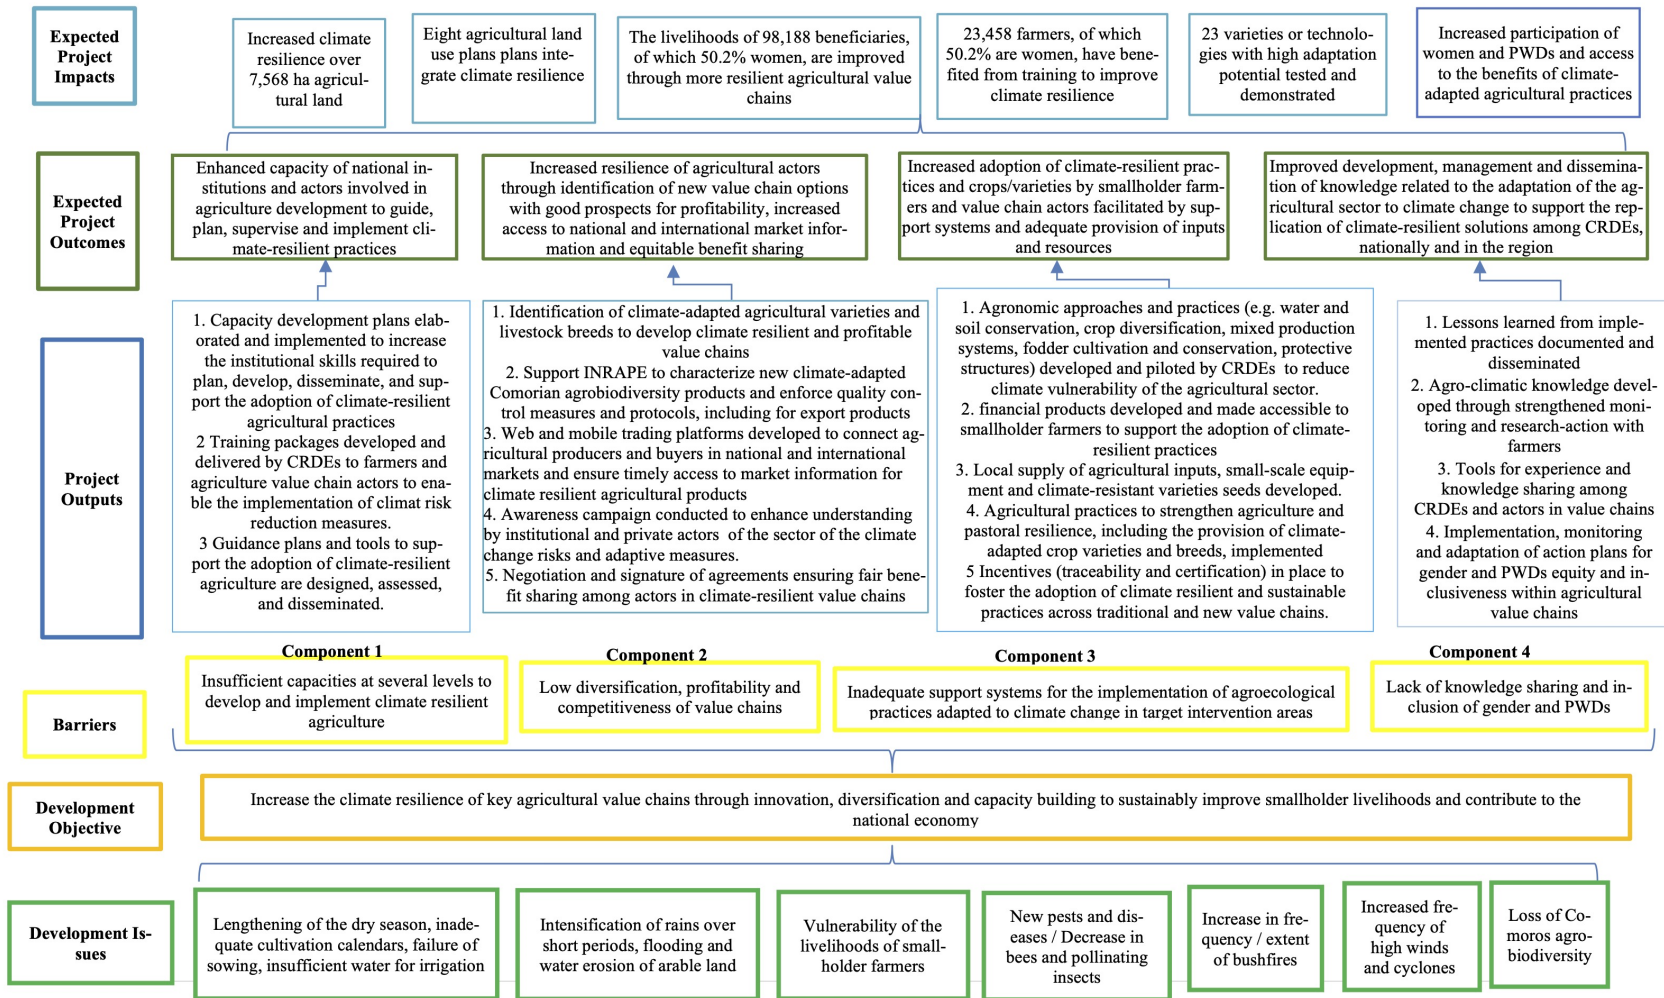 Expected
Project
Impacts
Increased climate
resilience over
7,568 ha agricul-
tural land
Eight agricultural land
use plans plans inte-
grate climate resilience
The livelihoods of 98,188 beneficiaries,
of which 50.2% women, are improved
through more resilient agricultural value
chains
23,458 farmers, of which
50.2% are women, have bene-
fited from training to improve
climate resilience
23 varieties or technolo-
gies with high adaptation
potential tested and
demonstrated
Increased participation of
women and PWDs and access
to the benefits of climate-
adapted agricultural practices
Expected
Project
Outcomes
Enhanced capacity of national in-
stitutions and actors involved in
agriculture development to guide,
plan, supervise and implement cli-
mate-resilient practices
Increased resilience of agricultural actors
through identification of new value chain options
with good prospects for profitability, increased
access to national and international market infor-
mation and equitable benefit sharing
Increased adoption of climate-resilient prac-
tices and crops/varieties by smallholder farm-
ers and value chain actors facilitated by sup-
port systems and adequate provision of inputs
and resources
Improved development, management and dissemina-
tion of knowledge related to the adaptation of the ag-
ricultural sector to climate change to support the rep-
lication of climate-resilient solutions among CRDEs,
nationally and in the region
Project
Outputs
1. Capacity development plans elab-
orated and implemented to increase
the institutional skills required to
plan, develop, disseminate, and sup-
port the adoption of climate-resilient
agricultural practices
2 Training packages developed and
delivered by CRDEs to farmers and
agriculture value chain actors to ena-
ble the implementation of climat risk
reduction measures.
3 Guidance plans and tools to sup-
port the adoption of climate-resilient
agriculture are designed, assessed,
and disseminated.
1. Identification of climate-adapted agricultural varieties and
livestock breeds to develop climate resilient and profitable
value chains
2. Support INRAPE to characterize new climate-adapted
Comorian agrobiodiversity products and enforce quality con-
trol measures and protocols, including for export products
3. Web and mobile trading platforms developed to connect ag-
ricultural producers and buyers in national and international
markets and ensure timely access to market information for
climate resilient agricultural products
4. Awareness campaign conducted to enhance understanding
by institutional and private actors of the sector of the climate
change risks and adaptive measures.
5. Negotiation and signature of agreements ensuring fair bene-
fit sharing among actors in climate-resilient value chains
1. Agronomic approaches and practices (e.g. water and
soil conservation, crop diversification, mixed production
systems, fodder cultivation and conservation, protective
structures) developed and piloted by CRDEs to reduce
climate vulnerability of the agricultural sector.
2. financial products developed and made accessible to
smallholder farmers to support the adoption of climate-
resilient practices
3. Local supply of agricultural inputs, small-scale equip-
ment and climate-resistant varieties seeds developed.
4. Agricultural practices to strengthen agriculture and
pastoral resilience, including the provision of climate-
adapted crop varieties and breeds, implemented
5 Incentives (traceability and certification) in place to
foster the adoption of climate resilient and sustainable
practices across traditional and new value chains.
1. Lessons learned from imple-
mented practices documented and
disseminated
2. Agro-climatic knowledge devel-
oped through strengthened moni-
toring and research-action with
farmers
3. Tools for experience and
knowledge sharing among
CRDEs and actors in value chains
4. Implementation, monitoring
and adaptation of action plans for
gender and PWDs equity and in-
clusiveness within agricultural
value chains
Component 1
Component 2
Component 3
Component 4
Barriers
Insufficient capacities at several levels to
develop and implement climate resilient
agriculture
Low diversification, profitability and
competitiveness of value chains
Inadequate support systems for the implementation of agroecological
practices adapted to climate change in target intervention areas
Lack of knowledge sharing and in-
clusion of gender and PWDs
Development
Objective
Increase the climate resilience of key agricultural value chains through innovation, diversification and capacity building to sustainably improve smallholder livelihoods and contribute to the
national economy
Development Is-
sues
Lengthening of the dry season, inade-
quate cultivation calendars, failure of
sowing, insufficient water for irrigation
Intensification of rains over
short periods, flooding and
water erosion of arable land
Vulnerability of the
livelihoods of small-
holder farmers
New pests and dis-
eases / Decrease in
bees and pollinating
insects
Increase in fre-
quency / extent
of bushfires
Increased fre-
quency of
high winds
and cyclones
Loss of Co-
moros agro-
biodiversity